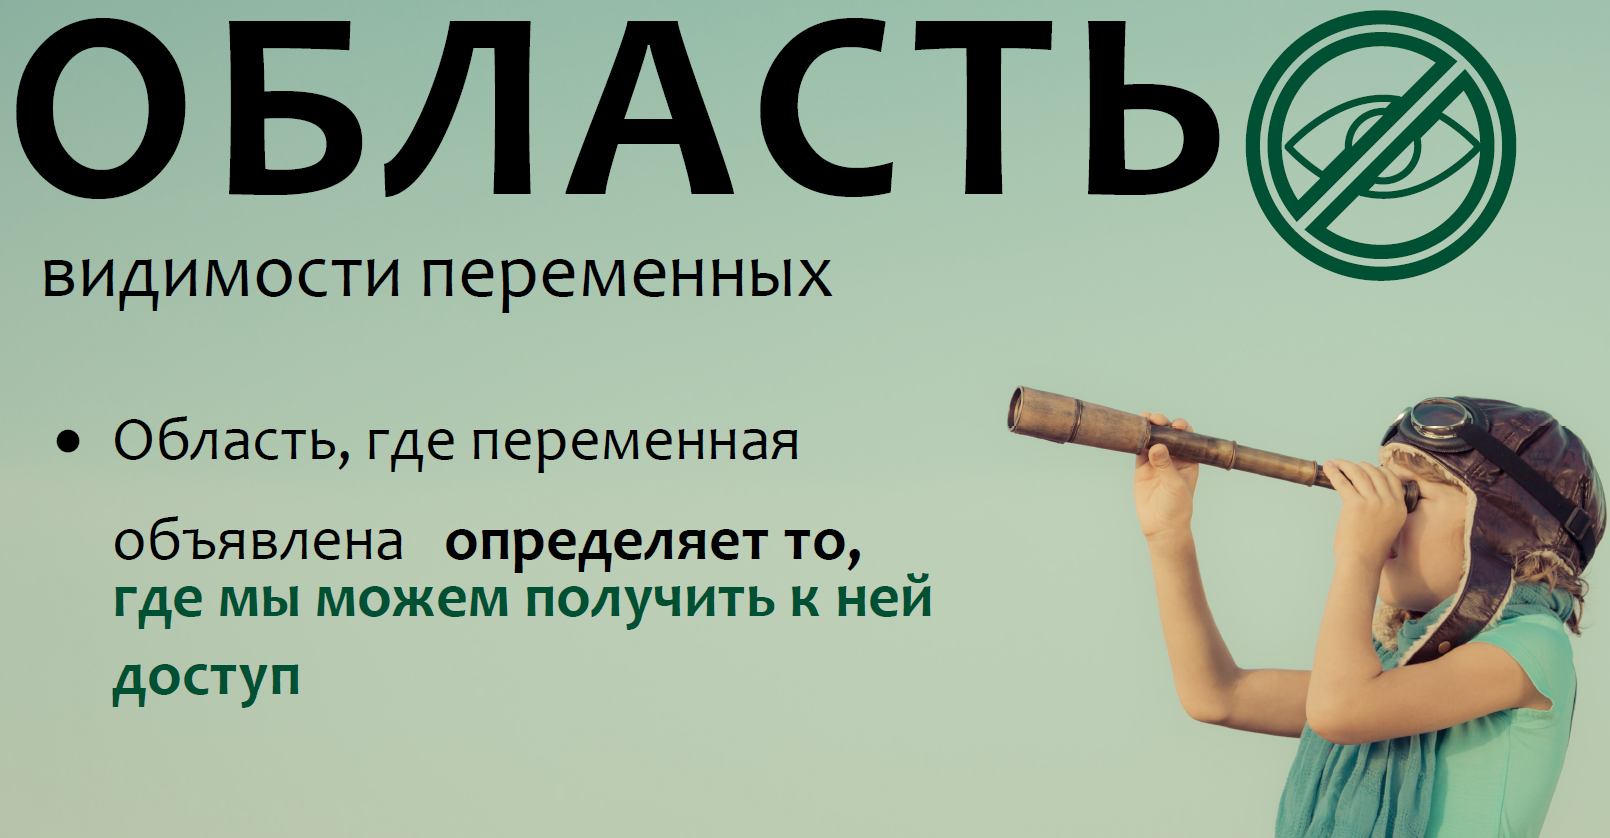 ОБЛАСТЬ
видимости переменных
• Область, где переменная
объявлена определяет то,
где мы можем получить к ней
доступ